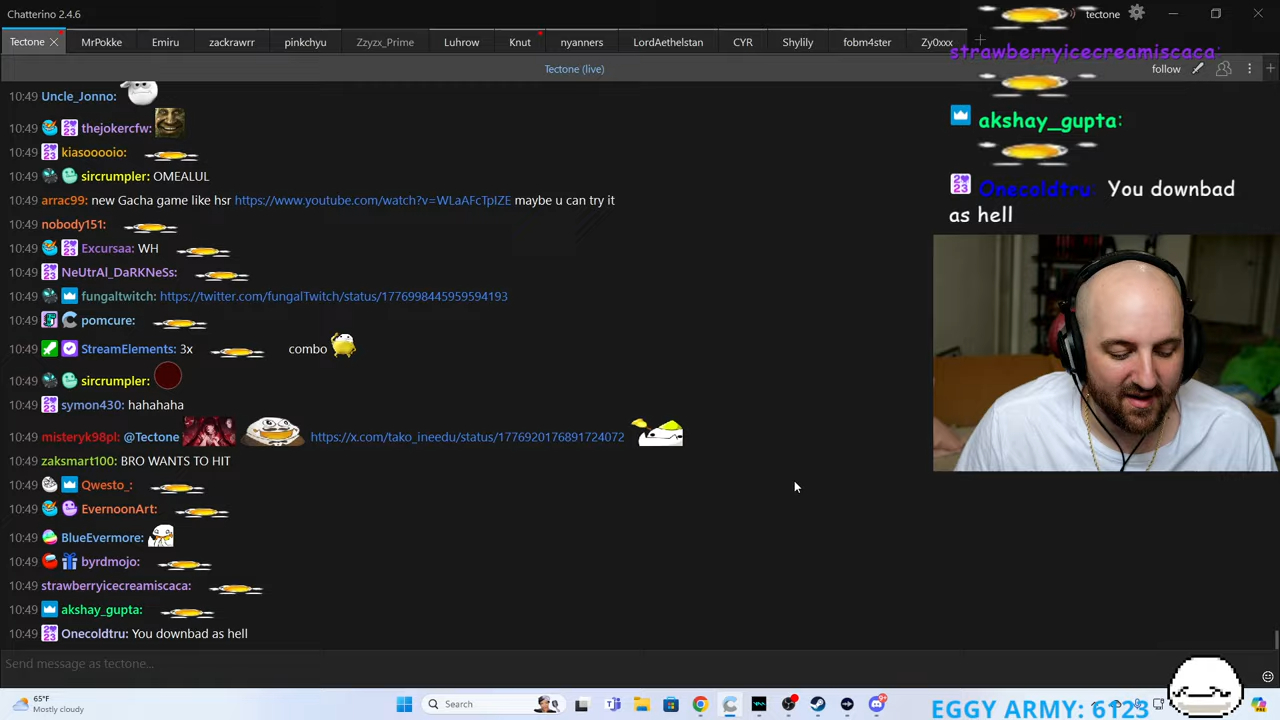 Chatterino 2.4.6
tectone
Tectone
MrPokke
Emiru
zackrawrr
pinkchyu
Zyzx_Prime
Luhrow
Knut
nyanners
LordAethelstan
CYR
Shylily
fobm4ster
Zy0xxx
Tectone (live)
follow
10:49 Uncle_Jonno:
10:49 thejokercfw:
10:49 kiasooooio:
10:49 sircrumpler: OMEALUL
10:49 arrac99: new Gacha game like hsr https://www.youtube.com/watch?v=WLaAFcTpIZE maybe u can try it
10:49 nobody151:
10:49 Excursaa: WH
10:49 NeUtrAl_DaRKNeSs:
10:49 fungaltwitch: https://twitter.com/fungalTwitch/status/1776998445959594193
10:49 pomcure:
10:49 StreamElements: 3x combo
10:49 sircrumpler:
10:49 symon430: hahahaha
misteryk98pl: @Tectone https://x.com/tako_ineedu/status/1776920176891724072
10:49 zaksmart100: BRO WANTS TO HIT
10:49 Qwesto_:
10:49 EvernoonArt:
10:49 BlueEvermore:
10:49 byrdmojo:
10:49 strawberryicecreamiscaca:
10:49 akshay_gupta:
10:49 Onecoldtru: You downbad as hell
Send message as tectone...
strawberryicecreamiscaca:
akshay_gupta:
Onecoldtru: You downbad
as hell
65°F
Mostly cloudy
Search
EGGY ARMY: 6123